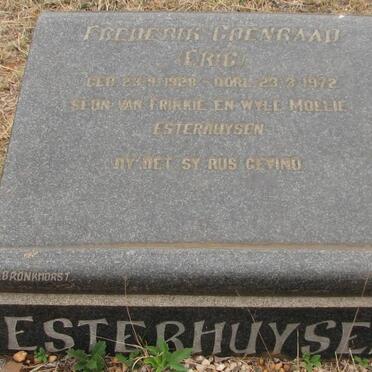 FREDERIK COENRAAD
(ERIC)
GEB. 23.9.1928 - OORL. 23.3.1972
SEUN VAN FRIKKIE EN WYLE MOLLIE
ESTERHUYSEN
HY HET SY RUS GEVIND
BRONKHORST
ESTERHUYSE